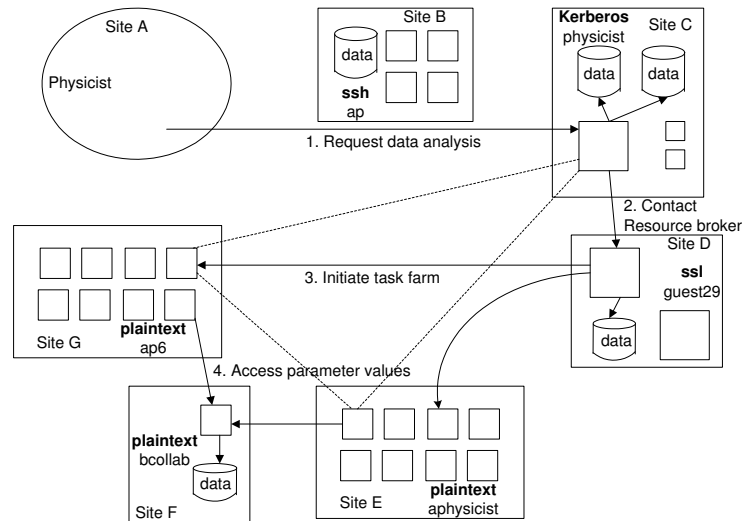 Site A
Physicist
Site B
data
ssh
ap
Kerberos
physicist
Site C
data
data
1. Request data analysis
2. Contact
Resource broker
Site D
ssl
guest29
data
3. Initiate task farm
plaintext
ap6
Site G
4. Access parameter values
plaintext
bcollab
data
Site F
plaintext
aphysicist
Site E